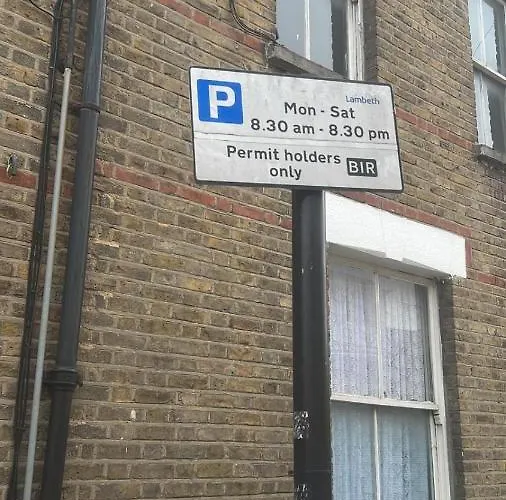 P
Lambeth
Mon - Sat
8.30 am - 8.30 pm
Permit holders
only BIR